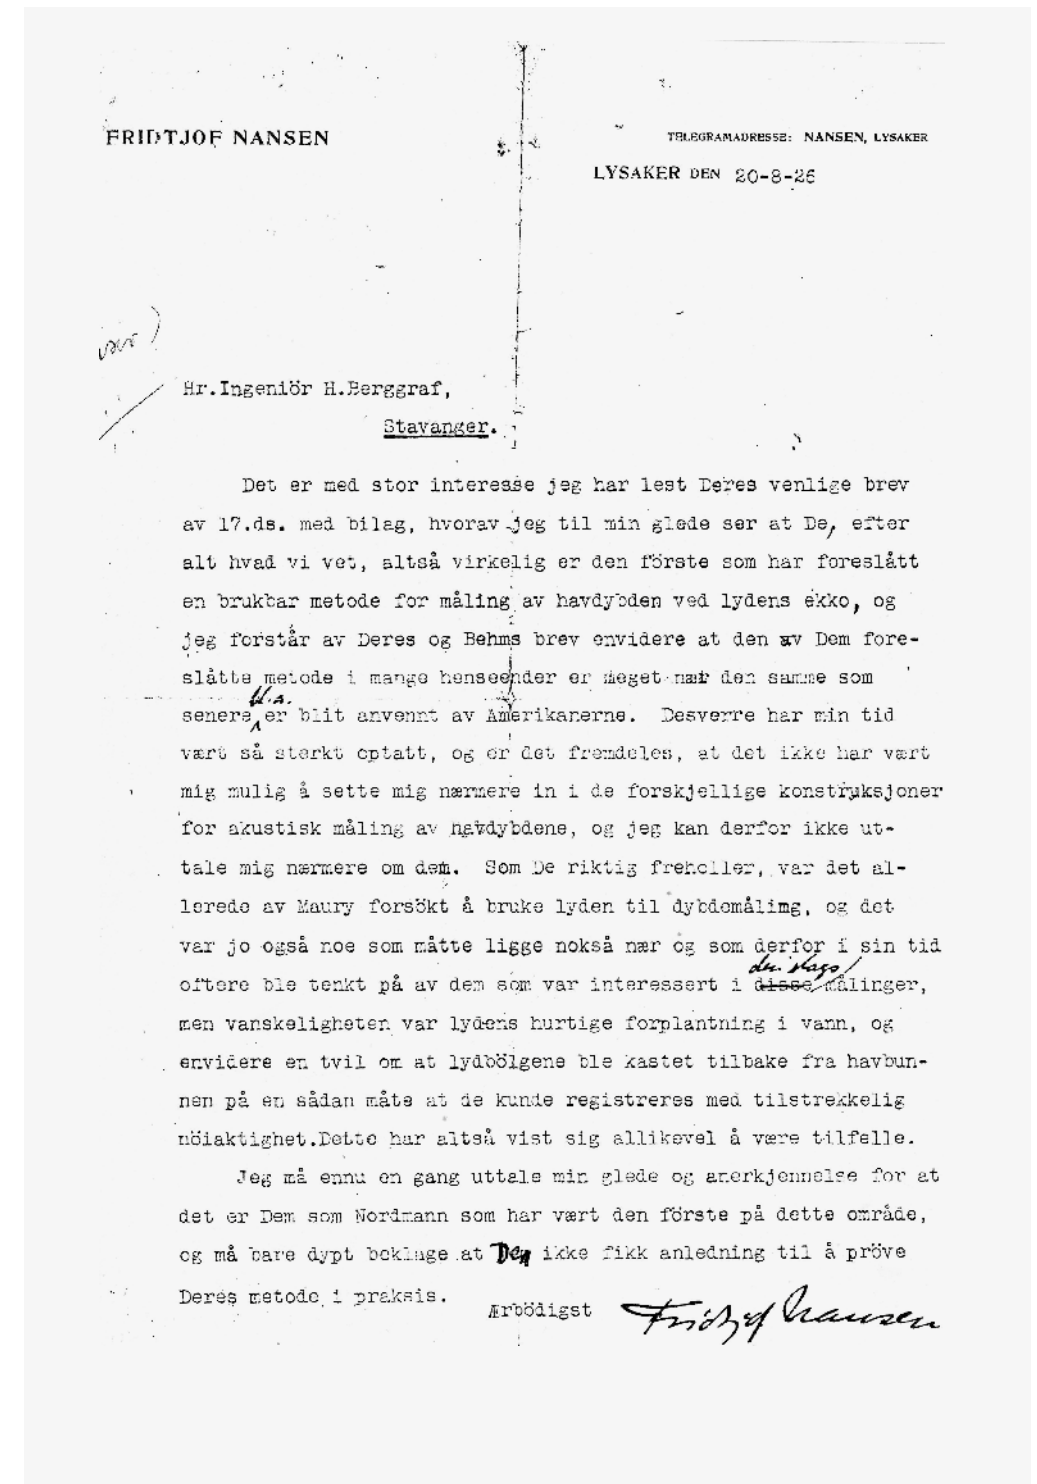 FRIDTJOF NANSEN
TELEGRAMADRESSE: NANSEN, LYSAKER
LYSAKER DEN 20-8-26
Hr.Ingeniör H.Berggraf,
Stavanger.
Det er med stor interesse jeg har lest Deres venlige brev
av 17.ds. med bilag, hvorav jeg til min glede ser at De, efter
alt hvad vi vet, altså virkelig er den förste som har foreslått
en brukbar metode for måling av havdybden ved lydens ekko, og
jeg forstår av Deres og Behms brev envidere at den av Dem fore-
slåtte metode i mange henseender er meget nær den samme som
bl.a.
senere er blit anvennt av Amerikanerne. Desverre har min tid
vært så sterkt optatt, og er det fremdeles, at det ikke har vært
mig mulig å sette mig nærmere in i de forskjellige konstruksjoner
for akustisk måling av havdybdene, og jeg kan derfor ikke ut-
tale mig nærmere om dem. Som De riktig freholler, var det al-
lerede av Maury forsökt å bruke lyden til dybdemåling, og det
var jo også noe som måtte ligge nokså nær og som derfor i sin tid
den slags
oftere ble tenkt på av dem som var interessert i disse målinger,
men vanskeligheten var lydens hurtige forplantning i vann, og
envidere en tvil om at lydbölgene ble kastet tilbake fra havbun-
nen på en sådan måte at de kunde registreres med tilstrekkelig
nöiaktighet.Dette har altså vist sig allikevel å være tilfelle.
Jeg må ennu en gang uttale min glede og anerkjennelse for at
det er Dem som Nordmann som har vært den förste på dette område,
og må bare dypt beklage at De ikke fikk anledning til å pröve
Deres metode i praksis.
Ærbödigst Fridtjof Nansen